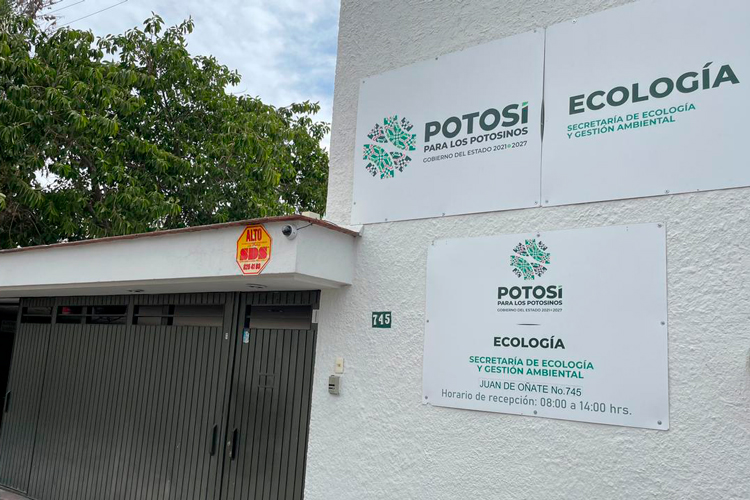 POTOSÍ
PARA LOS POTOSINOS
GOBIERNO DEL ESTADO 2021 2027
ECOLOGÍA
SECRETARÍA DE ECOLOGÍA
Y GESTIÓN AMBIENTAL
ALTO
SDS
745
POTOSÍ
PARA LOS POTOSINOS
GOBIERNO DEL ESTADO 2021 2027
ECOLOGÍA
SECRETARÍA DE ECOLOGÍA
Y GESTIÓN AMBIENTAL
JUAN DE OÑATE No.745
Horario de recepción: 08:00 a 14:00 hrs.